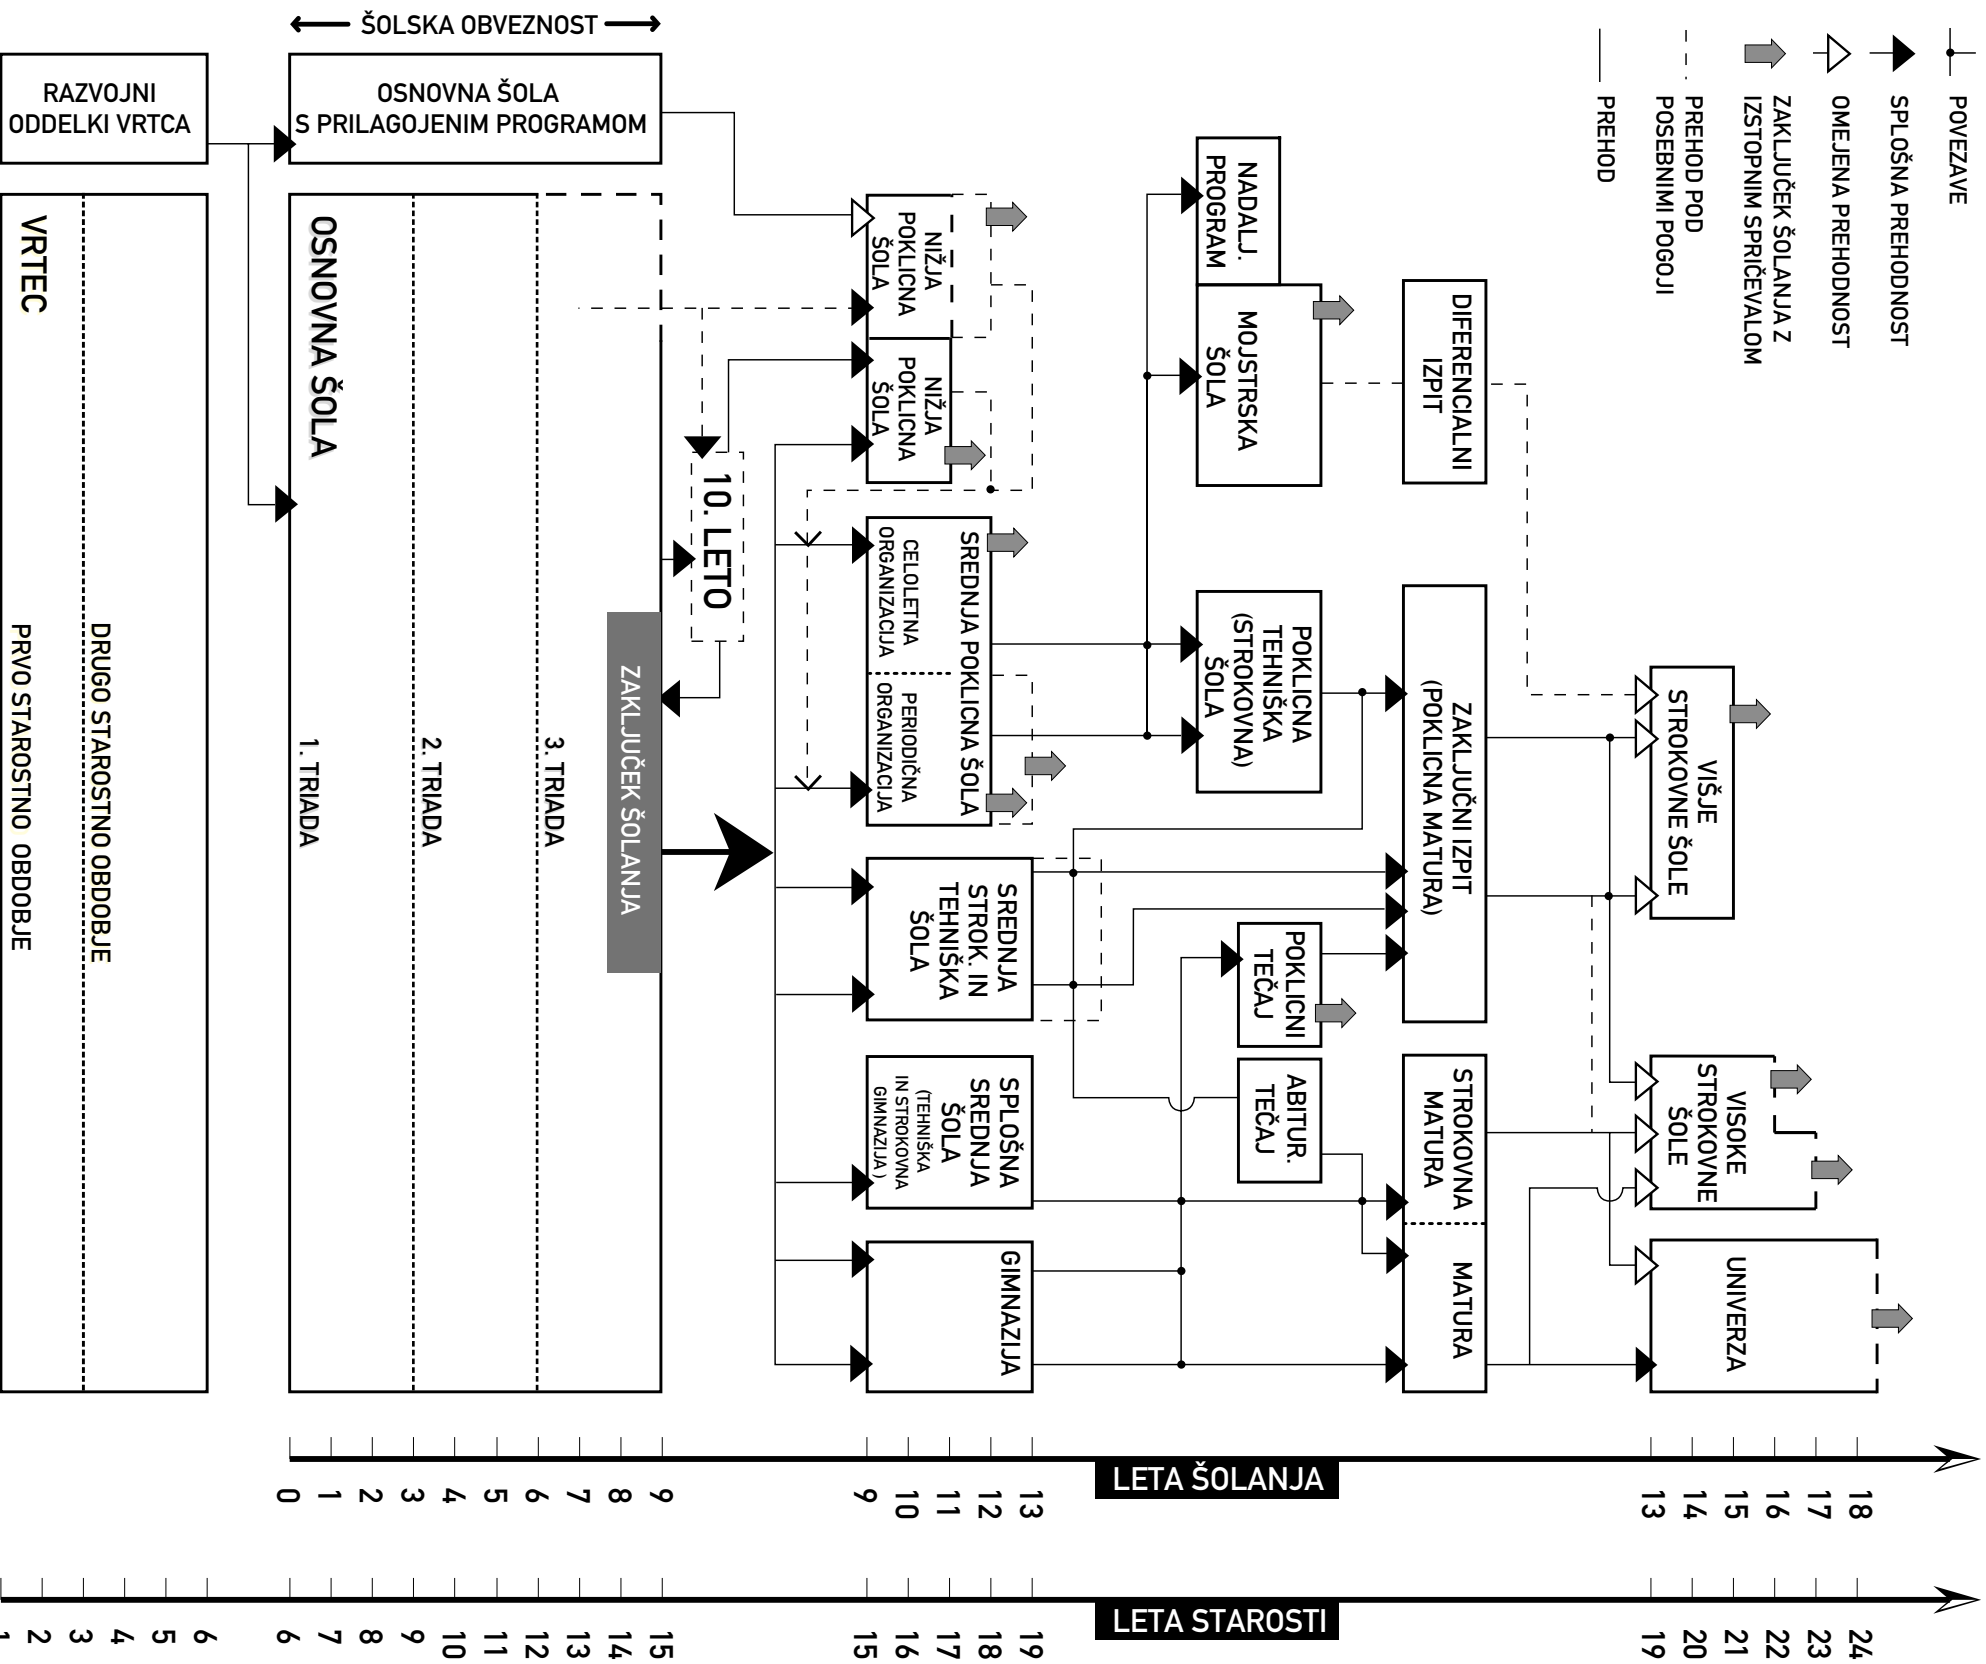 ŠOLSKA OBVEZNOST
RAZVOJNI
ODDELKI VRTCA
OSNOVNA ŠOLA
S PRILAGOJENIM PROGRAMOM
VRTEC
PRVO STAROSTNO OBDOBJE
DRUGO STAROSTNO OBDOBJE
OSNOVNA ŠOLA
1. TRIADA
2. TRIADA
3. TRIADA
ZAKLJUČEK ŠOLANJA
10. LETO
NIŽJA
POKLICNA
ŠOLA
NIŽJA
POKLICNA
ŠOLA
SREDNJA POKLICNA ŠOLA
CELOLETNA
ORGANIZACIJA
PERIODIČNA
ORGANIZACIJA
SREDNJA
STROK. IN
TEHNIŠKA
ŠOLA
SPLOŠNA
SREDNJA
ŠOLA
(TEHNIŠKA
IN STROKOVNA
GIMNAZIJA )
GIMNAZIJA
NADALJ.
PROGRAM
MOJSTRSKA
ŠOLA
POKLICNA
TEHNIŠKA
(STROKOVNA)
ŠOLA
POKLICNI
TEČAJ
ABITUR.
TEČAJ
DIFERENCIALNI
IZPIT
ZAKLJUČNI IZPIT
(POKLICNA MATURA)
STROKOVNA
MATURA
MATURA
VIŠJE
STROKOVNE ŠOLE
VISOKE
STROKOVNE
ŠOLE
UNIVERZA
POVEZAVE
SPLOŠNA PREHODNOST
OMEJENA PREHODNOST
ZAKLJUČEK ŠOLANJA Z
IZSTOPNIM SPRIČEVALOM
PREHOD POD
POSEBNIMI POGOJI
PREHOD
LETA ŠOLANJA
0 1 2 3 4 5 6 7 8 9 9 10 11 12 13 13 14 15 16 17 18
LETA STAROSTI
1 2 3 4 5 6 6 7 8 9 10 11 12 13 14 15 15 16 17 18 19 19 20 21 22 23 24